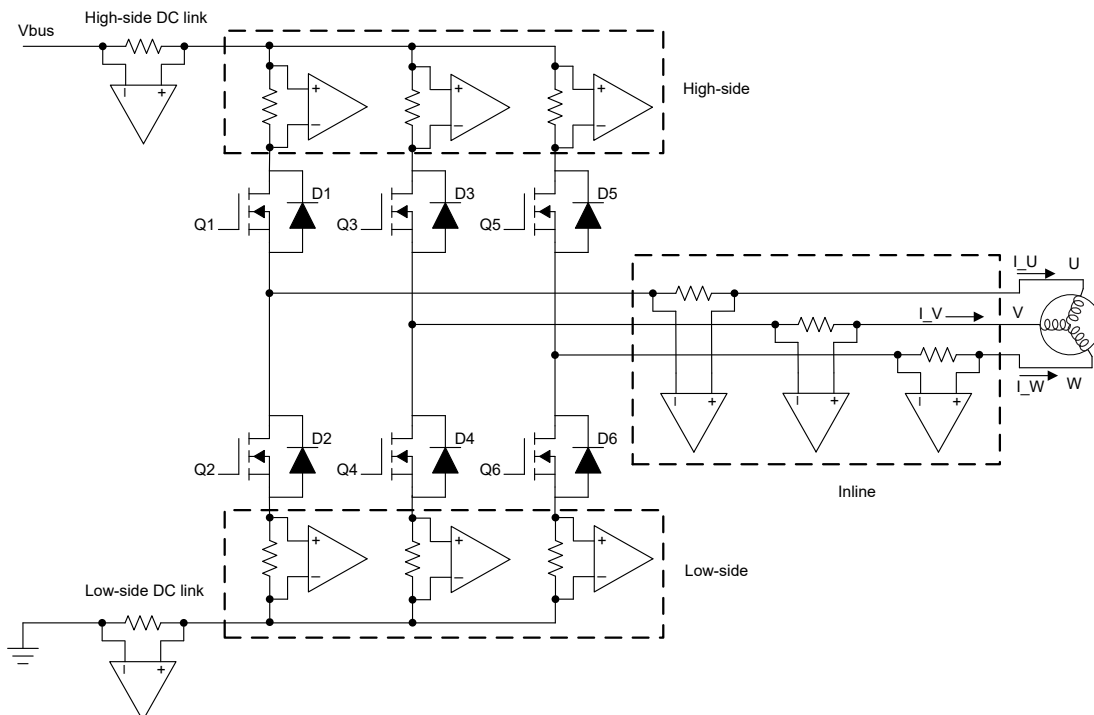 High-side DC link
Vbus
− +
+
−
+
−
+
−
High-side
D1
D3
D5
Q1
Q3
Q5
I_U
U
I_V
V
I_W
W
− +
− +
− +
Inline
D2
D4
D6
Q2
Q4
Q6
+
−
+
−
+
−
Low-side
Low-side DC link
− +